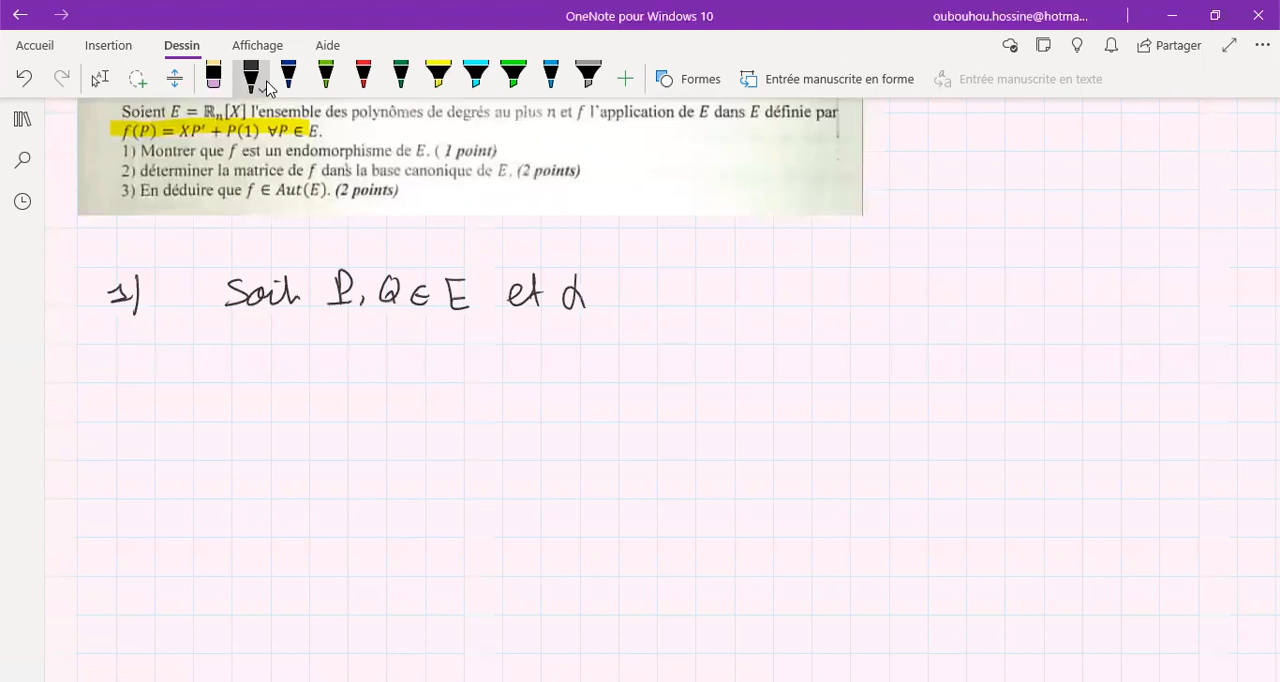 OneNote pour Windows 10
oubouhou.hossine@hotma...
Accueil Insertion Dessin Affichage Aide
Partager
Formes Entrée manuscrite en forme Entrée manuscrite en texte
Soient E = ℝₙ[X] l'ensemble des polynômes de degrés au plus n et f l'application de E dans E définie par
f(P) = XP' + P(1) ∀P ∈ E.
1) Montrer que f est un endomorphisme de E. ( 1 point)
2) déterminer la matrice de f dans la base canonique de E. (2 points)
3) En déduire que f ∈ Aut(E). (2 points)
1) Soit P, Q ∈ E et α